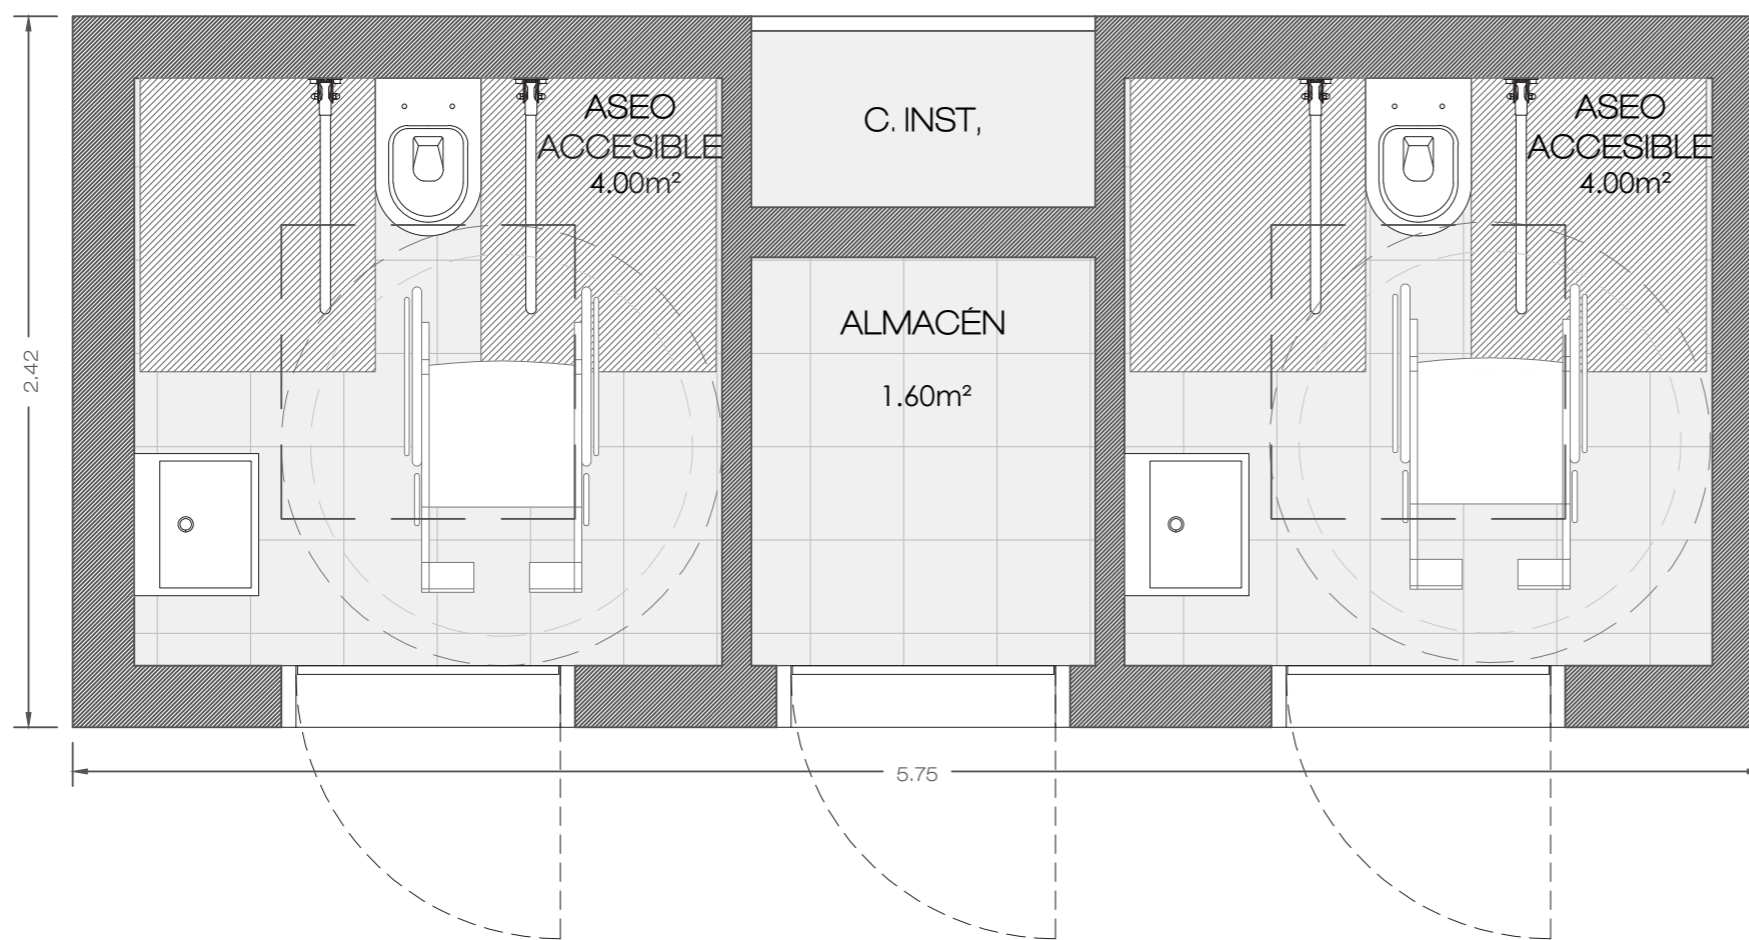 ASEO
ACCESIBLE
4.00m²
C. INST,
ASEO
ACCESIBLE
4.00m²
ALMACÉN
1.60m²
2.42
5.75